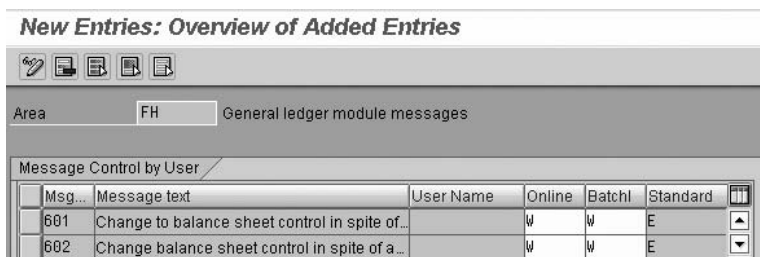 New Entries: Overview of Added Entries
Area FH General ledger module messages
Message Control by User
Msg... Message text User Name Online BatchI Standard
601 Change to balance sheet control in spite of... W W E
602 Change balance sheet control in spite of a... W W E